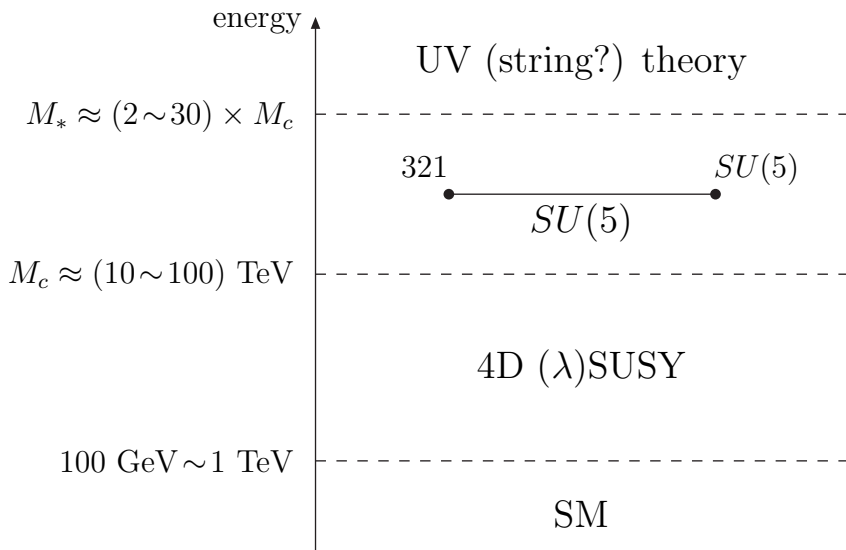 energy
UV (string?) theory
M_* ≈ (2∼30) × M_c
321
SU(5)
SU(5)
M_c ≈ (10∼100) TeV
4D (λ)SUSY
100 GeV∼1 TeV
SM